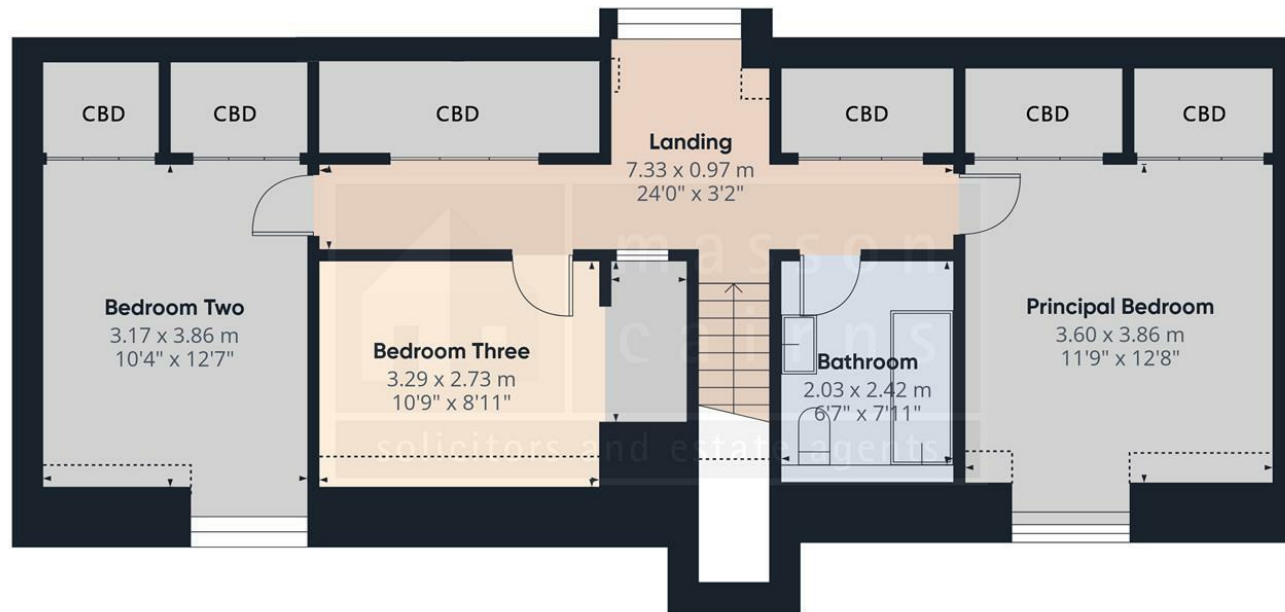 CBD
CBD
CBD
CBD
CBD
CBD
Landing
7.33 x 0.97 m
24'0" x 3'2"
Bedroom Two
3.17 x 3.86 m
10'4" x 12'7"
Bedroom Three
3.29 x 2.73 m
10'9" x 8'11"
Bathroom
2.03 x 2.42 m
6'7" x 7'11"
Principal Bedroom
3.60 x 3.86 m
11'9" x 12'8"
masson
cairns
solicitors and estate agents